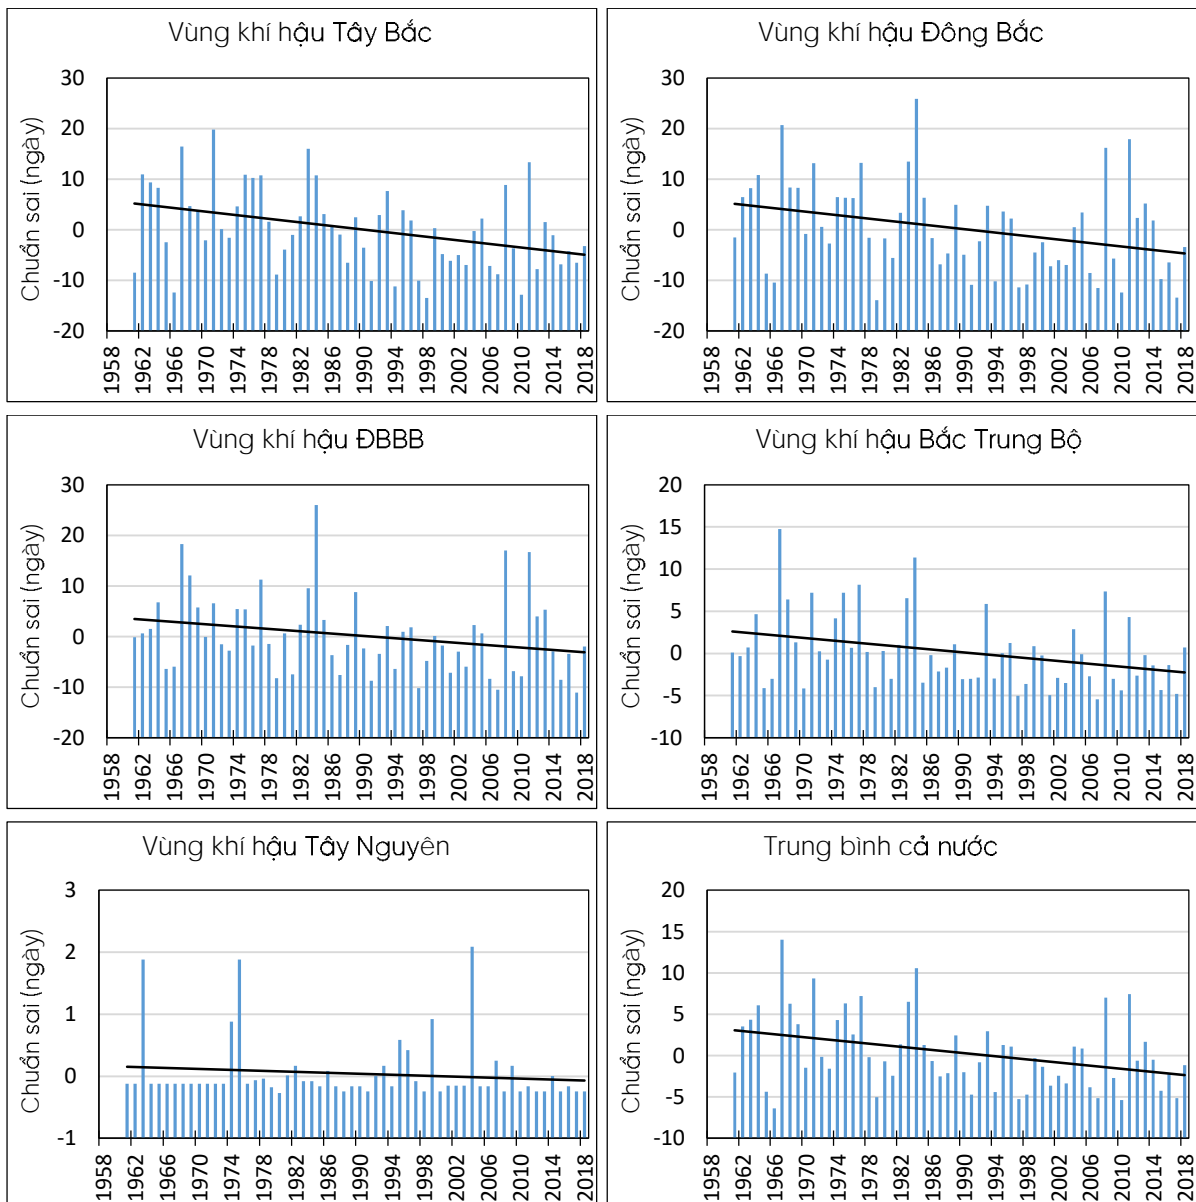 Vùng khí hậu Tây Bắc
Chuẩn sai (ngày)
30
20
10
0
-10
-20
1958 1962 1966 1970 1974 1978 1982 1986 1990 1994 1998 2002 2006 2010 2014 2018
Vùng khí hậu Đông Bắc
Chuẩn sai (ngày)
30
20
10
0
-10
-20
1958 1962 1966 1970 1974 1978 1982 1986 1990 1994 1998 2002 2006 2010 2014 2018
Vùng khí hậu ĐBBB
Chuẩn sai (ngày)
30
20
10
0
-10
-20
1958 1962 1966 1970 1974 1978 1982 1986 1990 1994 1998 2002 2006 2010 2014 2018
Vùng khí hậu Bắc Trung Bộ
Chuẩn sai (ngày)
20
15
10
5
0
-5
-10
1958 1962 1966 1970 1974 1978 1982 1986 1990 1994 1998 2002 2006 2010 2014 2018
Vùng khí hậu Tây Nguyên
Chuẩn sai (ngày)
3
2
1
0
-1
1958 1962 1966 1970 1974 1978 1982 1986 1990 1994 1998 2002 2006 2010 2014 2018
Trung bình cả nước
Chuẩn sai (ngày)
20
15
10
5
0
-5
-10
1958 1962 1966 1970 1974 1978 1982 1986 1990 1994 1998 2002 2006 2010 2014 2018